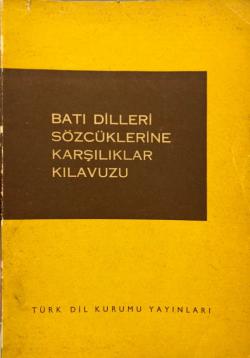 BATI DİLLERİ
SÖZCÜKLERİNE
KARŞILIKLAR
KILAVUZU
TÜRK DİL KURUMU YAYINLARI